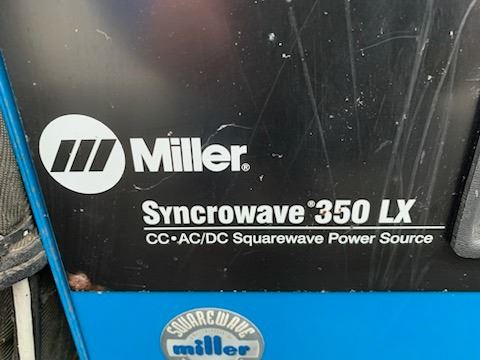 Miller®
Syncrowave®350 LX
CC•AC/DC Squarewave Power Source
SQUAREWAVE
miller